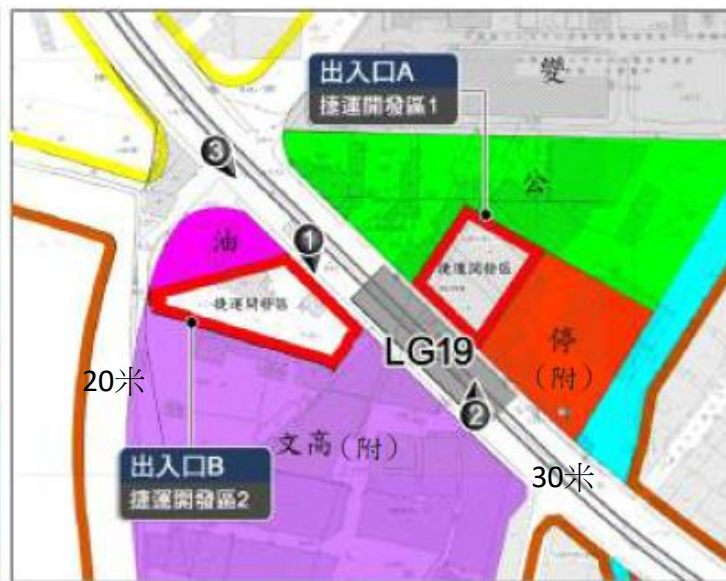 出入口A
捷運開發區1
變
公
③
油
①
捷運開發區
捷運開發區
LG19
停
(附)
20米
②
文高(附)
出入口B
捷運開發區2
30米